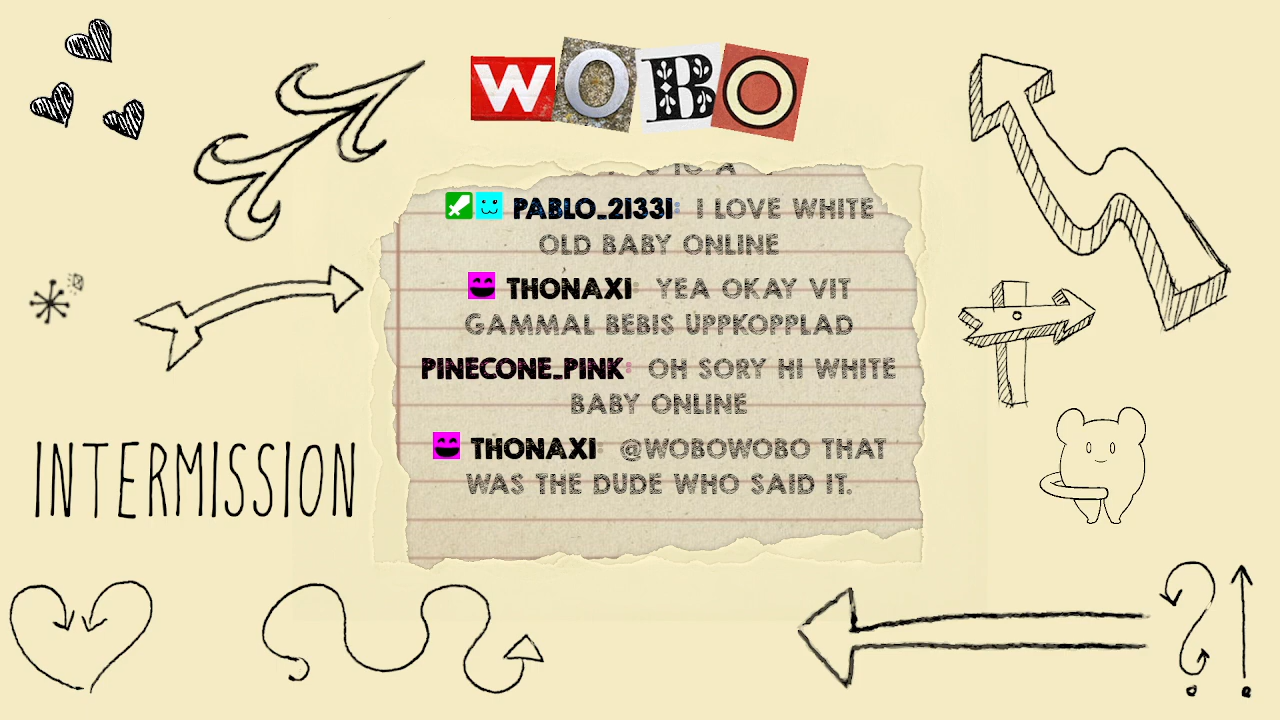 WOBO
PABLO_21331: I LOVE WHITE
OLD BABY ONLINE
THONAXI: YEA OKAY VIT
GAMMAL BEBIS UPPKOPPLAD
PINECONE_PINK: OH SORY HI WHITE
BABY ONLINE
THONAXI: @WOBOWOBO THAT
WAS THE DUDE WHO SAID IT.
INTERMISSION
?!